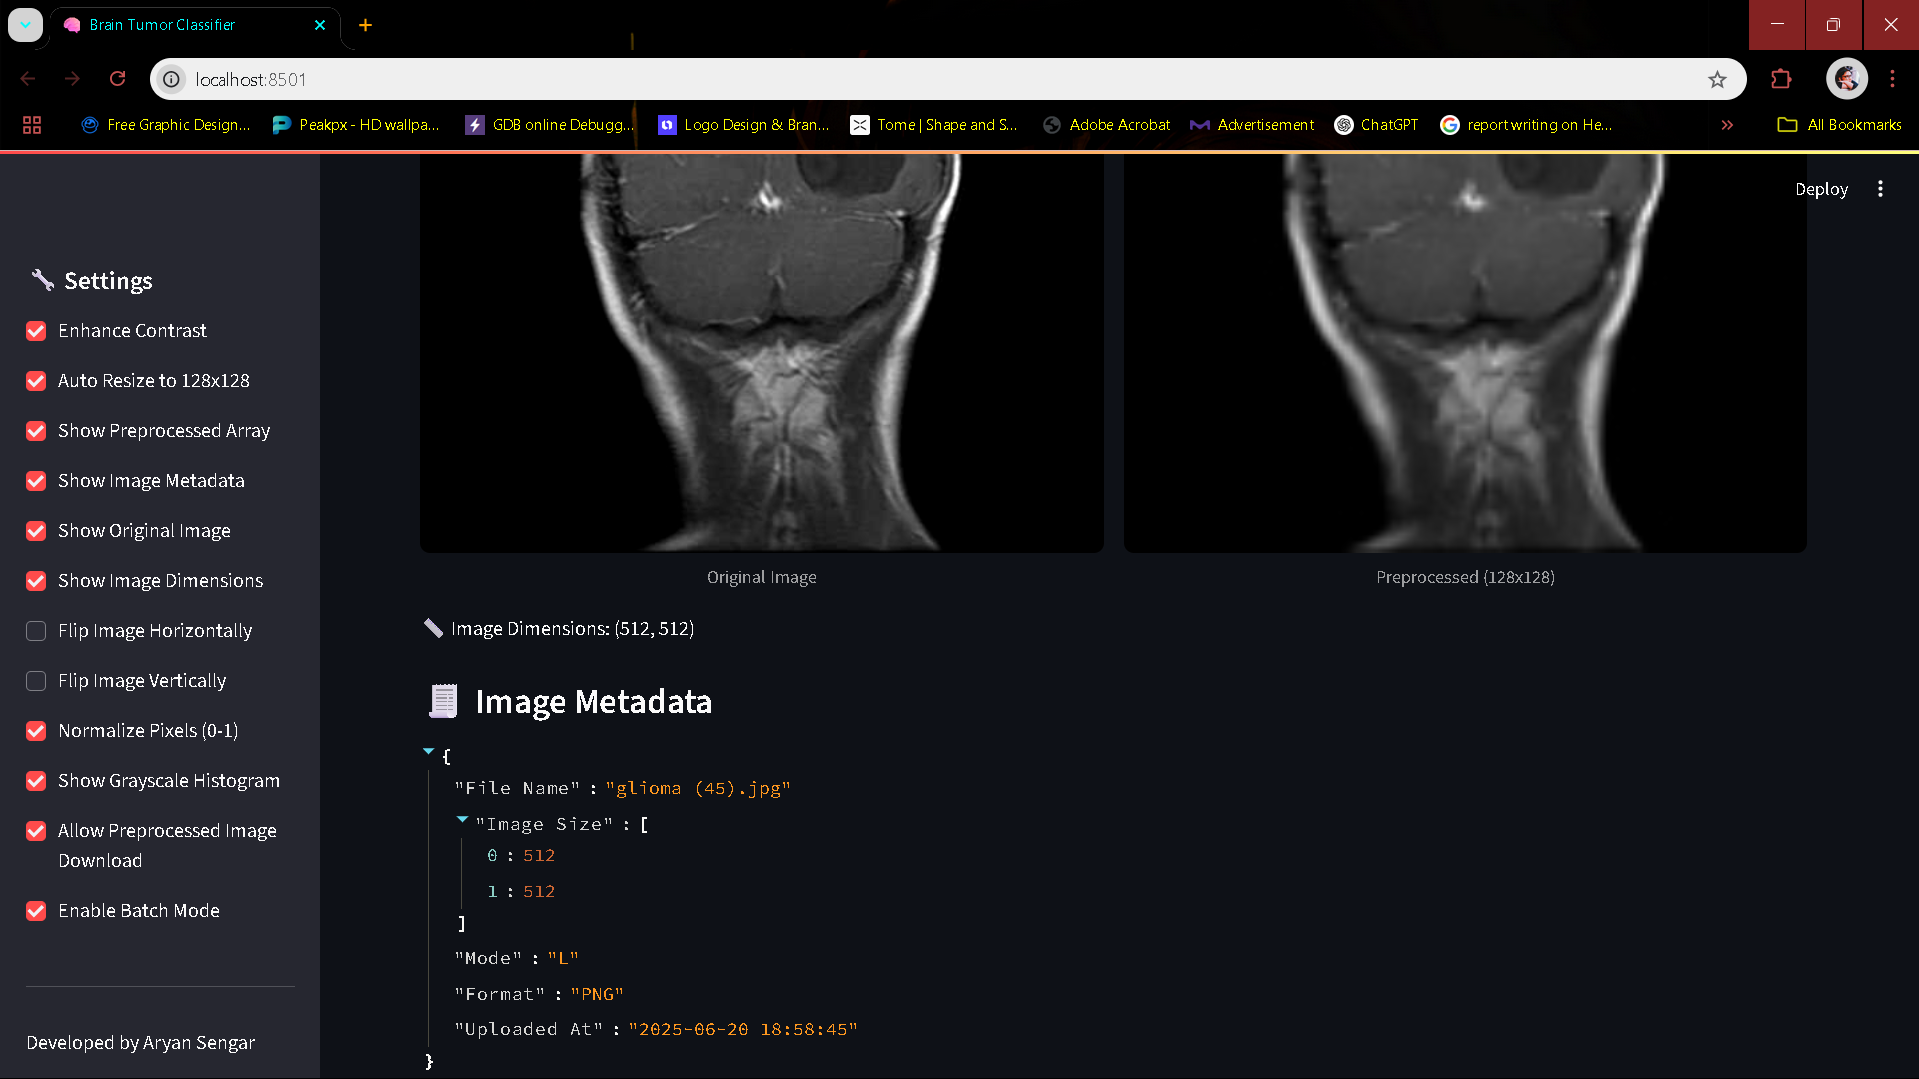 Brain Tumor Classifier
localhost:8501
Free Graphic Design...
Peakpx - HD wallpa...
GDB online Debugg...
Logo Design & Bran...
Tome | Shape and S...
Adobe Acrobat
Advertisement
ChatGPT
report writing on He...
All Bookmarks
Deploy
Settings
Enhance Contrast
Auto Resize to 128x128
Show Preprocessed Array
Show Image Metadata
Show Original Image
Show Image Dimensions
Flip Image Horizontally
Flip Image Vertically
Normalize Pixels (0-1)
Show Grayscale Histogram
Allow Preprocessed Image
Download
Enable Batch Mode
Developed by Aryan Sengar
Original Image
Preprocessed (128x128)
Image Dimensions: (512, 512)
Image Metadata
{
"File Name" : "glioma (45).jpg"
"Image Size" : [
0 : 512
1 : 512
]
"Mode" : "L"
"Format" : "PNG"
"Uploaded At" : "2025-06-20 18:58:45"
}